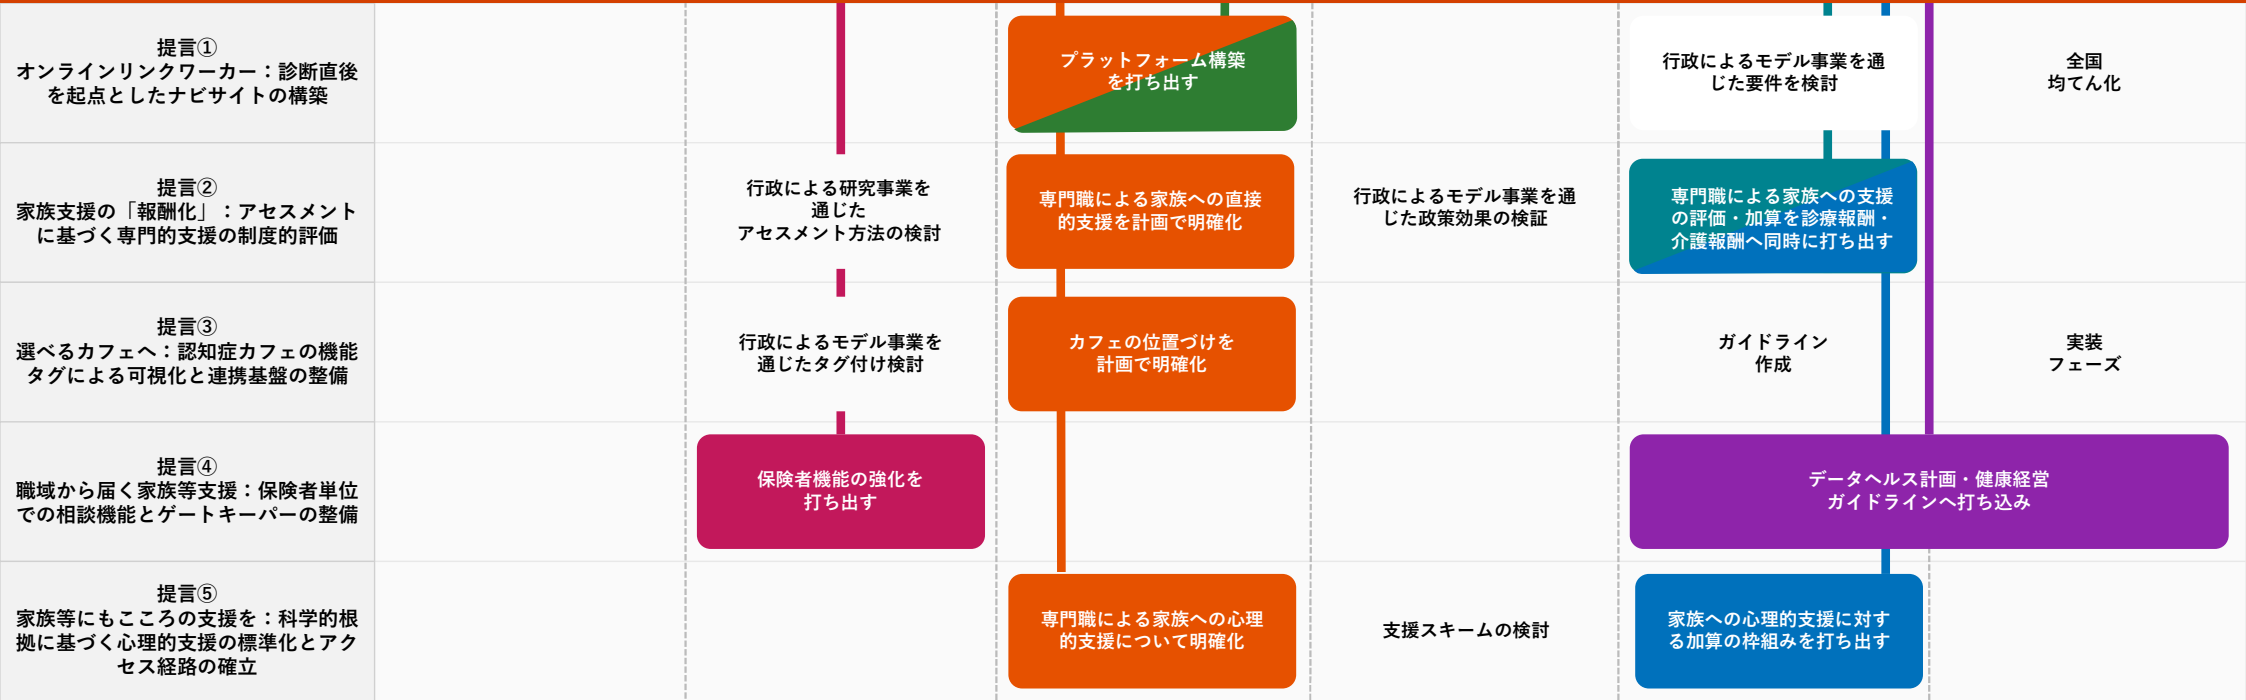 提言①
オンラインリンクワーカー：診断直後
を起点としたナビサイトの構築
プラットフォーム構築
を打ち出す
行政によるモデル事業を通
じた要件を検討
全国
均てん化
提言②
家族支援の「報酬化」：アセスメント
に基づく専門的支援の制度的評価
行政による研究事業を
通じた
アセスメント方法の検討
専門職による家族への直接
的支援を計画で明確化
行政によるモデル事業を通
じた政策効果の検証
専門職による家族への支援
の評価・加算を診療報酬・
介護報酬へ同時に打ち出す
提言③
選べるカフェへ：認知症カフェの機能
タグによる可視化と連携基盤の整備
行政によるモデル事業を
通じたタグ付け検討
カフェの位置づけを
計画で明確化
ガイドライン
作成
実装
フェーズ
提言④
職域から届く家族等支援：保険者単位
での相談機能とゲートキーパーの整備
保険者機能の強化を
打ち出す
データヘルス計画・健康経営
ガイドラインへ打ち込み
提言⑤
家族等にもこころの支援を：科学的根
拠に基づく心理的支援の標準化とアク
セス経路の確立
専門職による家族への心理
的支援について明確化
支援スキームの検討
家族への心理的支援に対す
る加算の枠組みを打ち出す